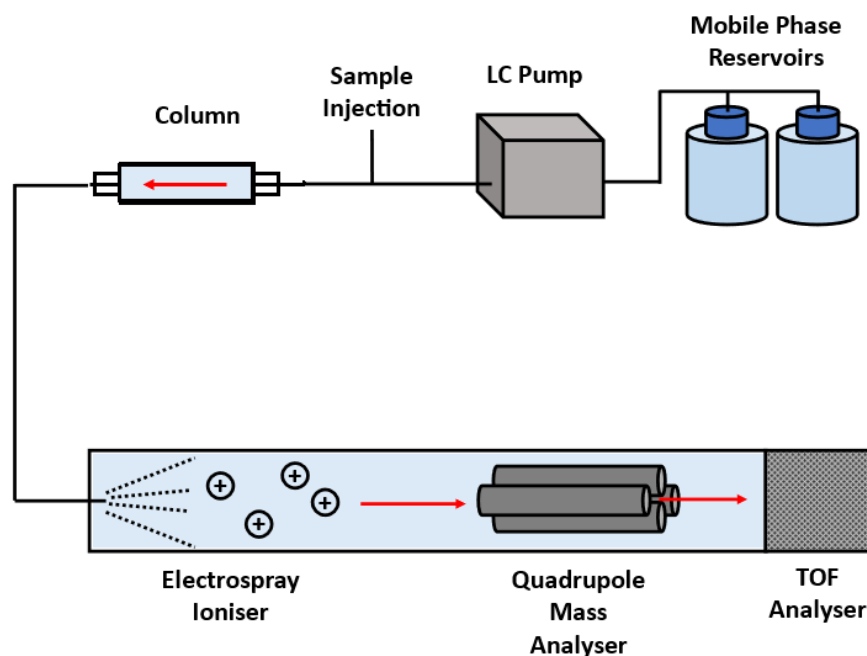 Mobile Phase
Reservoirs
LC Pump
Sample
Injection
Column
Electrospray
Ioniser
Quadrupole
Mass
Analyser
TOF
Analyser